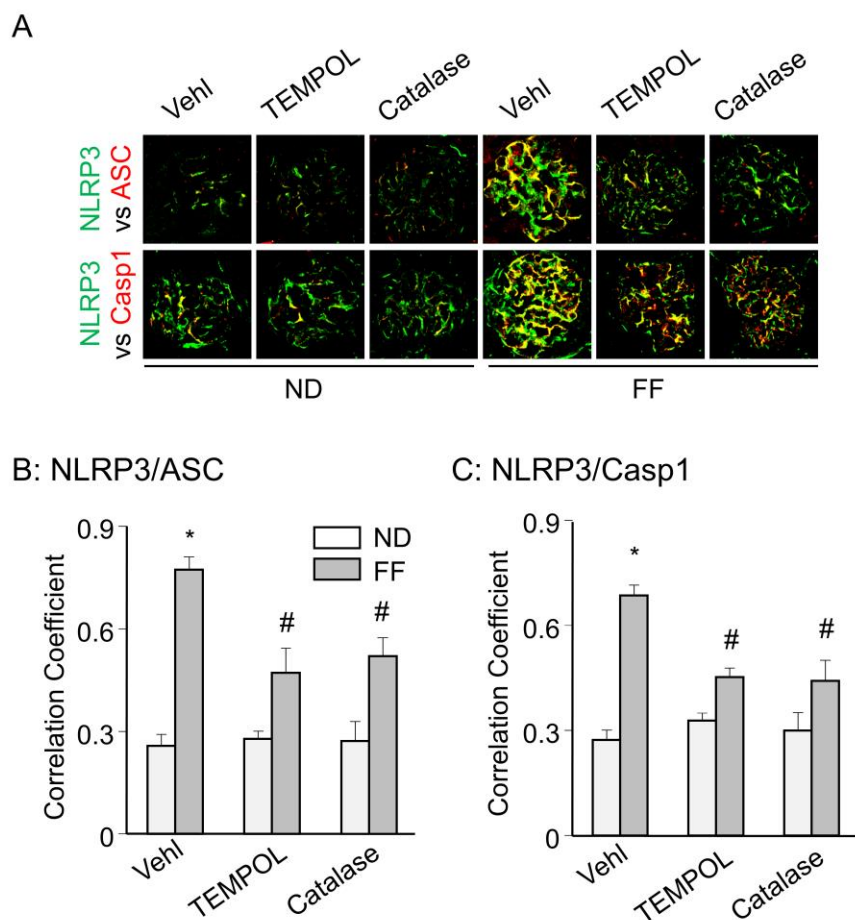 A
Vehl TEMPOL Catalase Vehl TEMPOL Catalase
NLRP3
vs ASC
NLRP3
vs Casp1
ND FF
B: NLRP3/ASC
0.9
0.6
0.3
0
Correlation Coefficient
*
#
#
ND
FF
Vehl
TEMPOL
Catalase
C: NLRP3/Casp1
0.9
0.6
0.3
0
Correlation Coefficient
*
#
#
Vehl
TEMPOL
Catalase